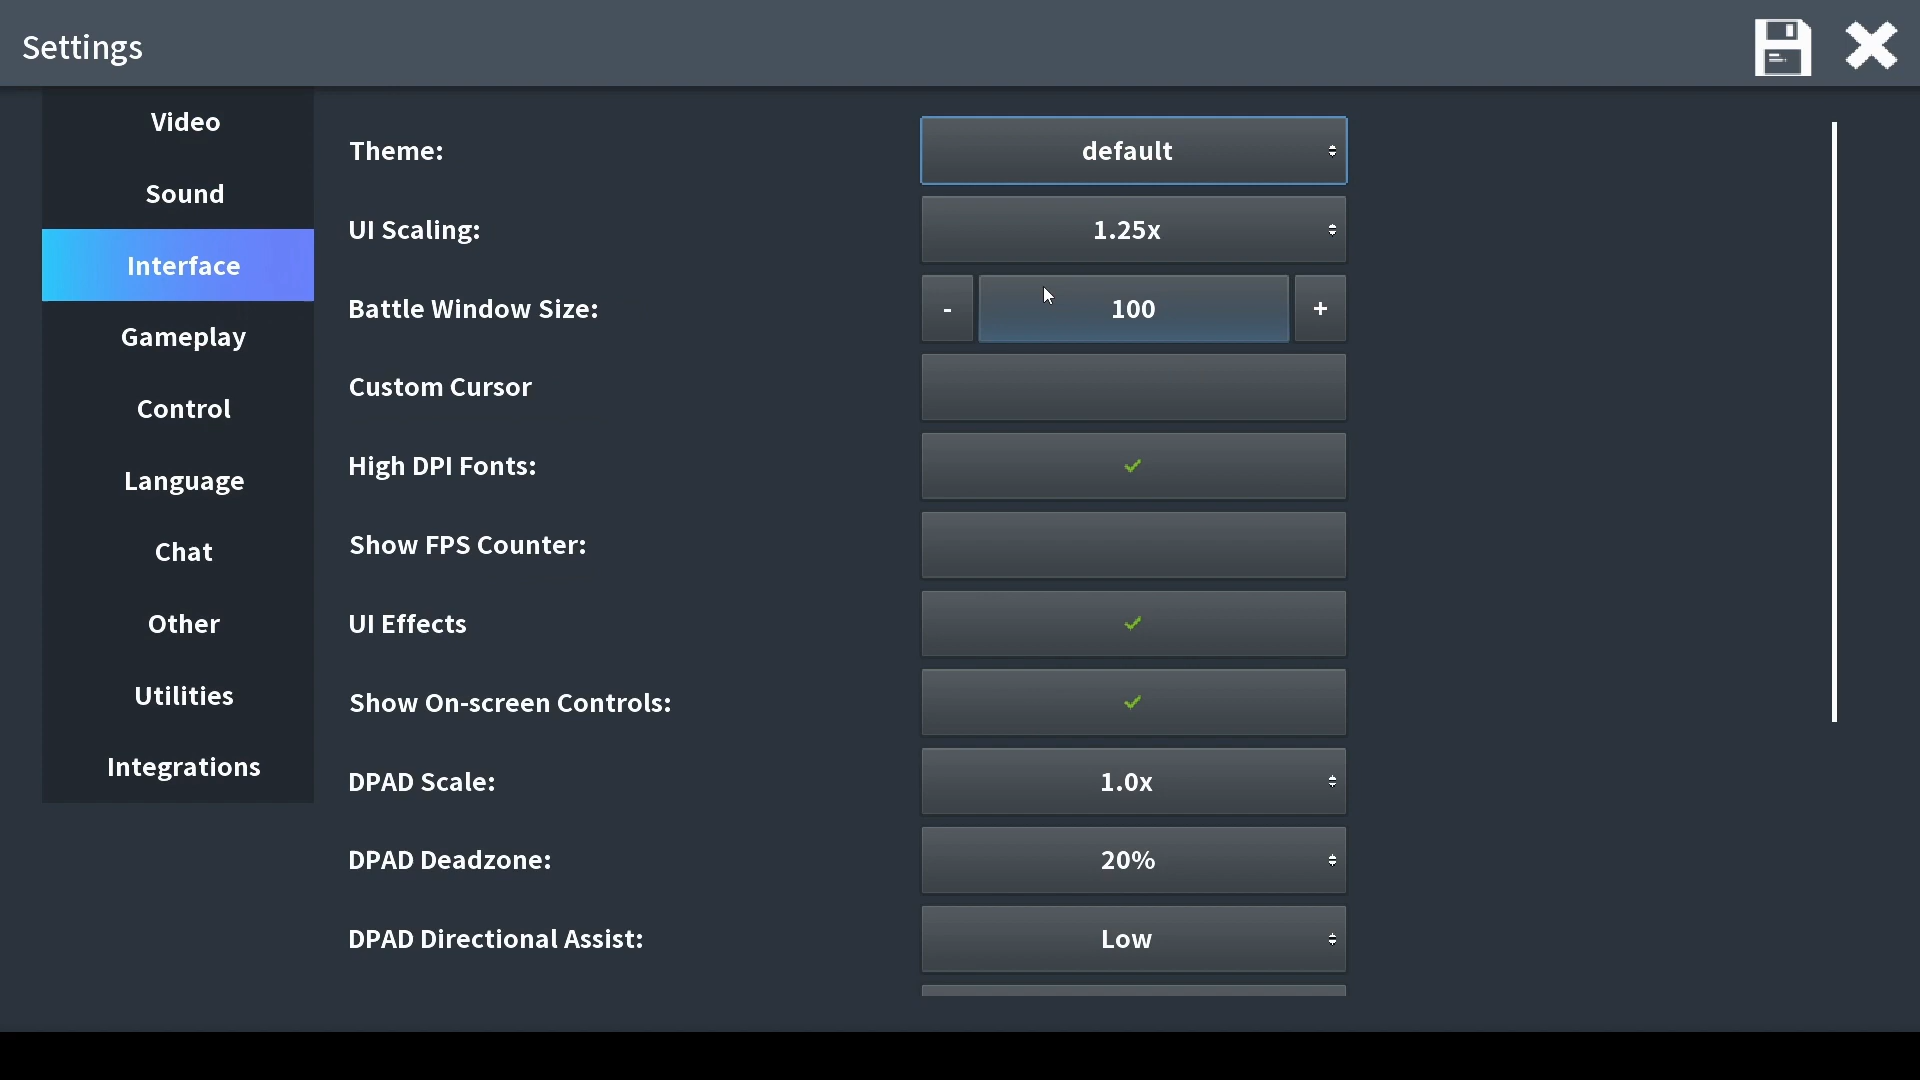 Settings
Video
Sound
Interface
Gameplay
Control
Language
Chat
Other
Utilities
Integrations
Theme: default
UI Scaling: 1.25x
Battle Window Size: - 100 +
Custom Cursor
High DPI Fonts:
Show FPS Counter:
UI Effects
Show On-screen Controls:
DPAD Scale: 1.0x
DPAD Deadzone: 20%
DPAD Directional Assist: Low